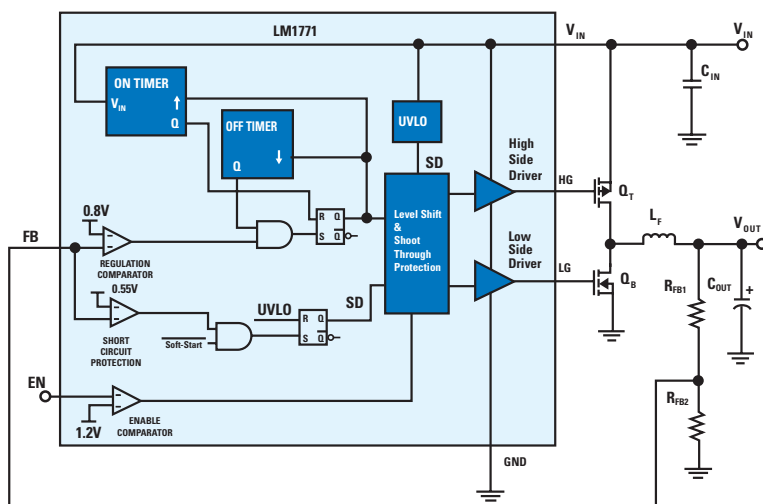 LM1771
V_IN
V_IN
C_IN
ON TIMER
V_IN
Q
OFF TIMER
Q
UVLO
SD
High
Side
Driver
HG
Q_T
0.8V
FB
REGULATION
COMPARATOR
R Q
S Q
Level Shift
&
Shoot
Through
Protection
Low
Side
Driver
LG
Q_B
L_F
V_OUT
R_FB1
C_OUT
+
0.55V
SHORT
CIRCUIT
PROTECTION
Soft-Start
UVLO
SD
R Q
S Q
EN
1.2V
ENABLE
COMPARATOR
R_FB2
GND